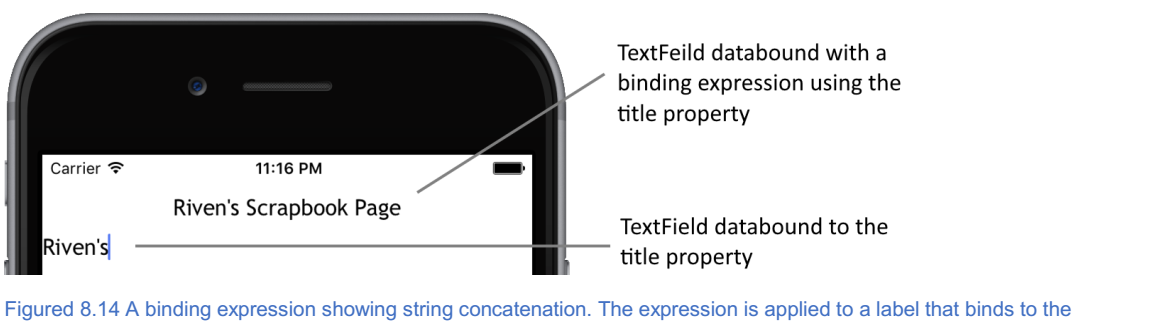 TextFeild databound with a
binding expression using the
title property
Carrier
11:16 PM
Riven's Scrapbook Page
Riven's
TextField databound to the
title property
Figured 8.14 A binding expression showing string concatenation. The expression is applied to a label that binds to the